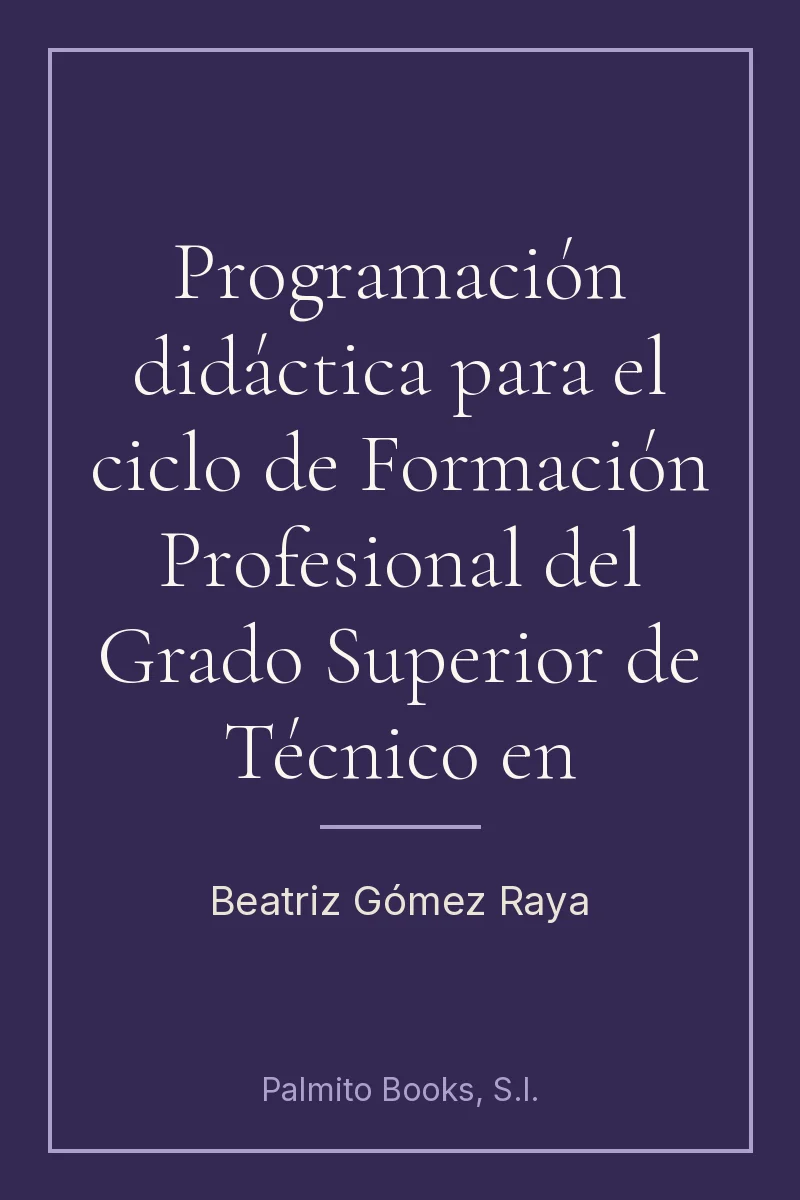 Programación
didáctica para el
ciclo de Formación
Profesional del
Grado Superior de
Técnico en
Beatriz Gómez Raya
Palmito Books, S.l.